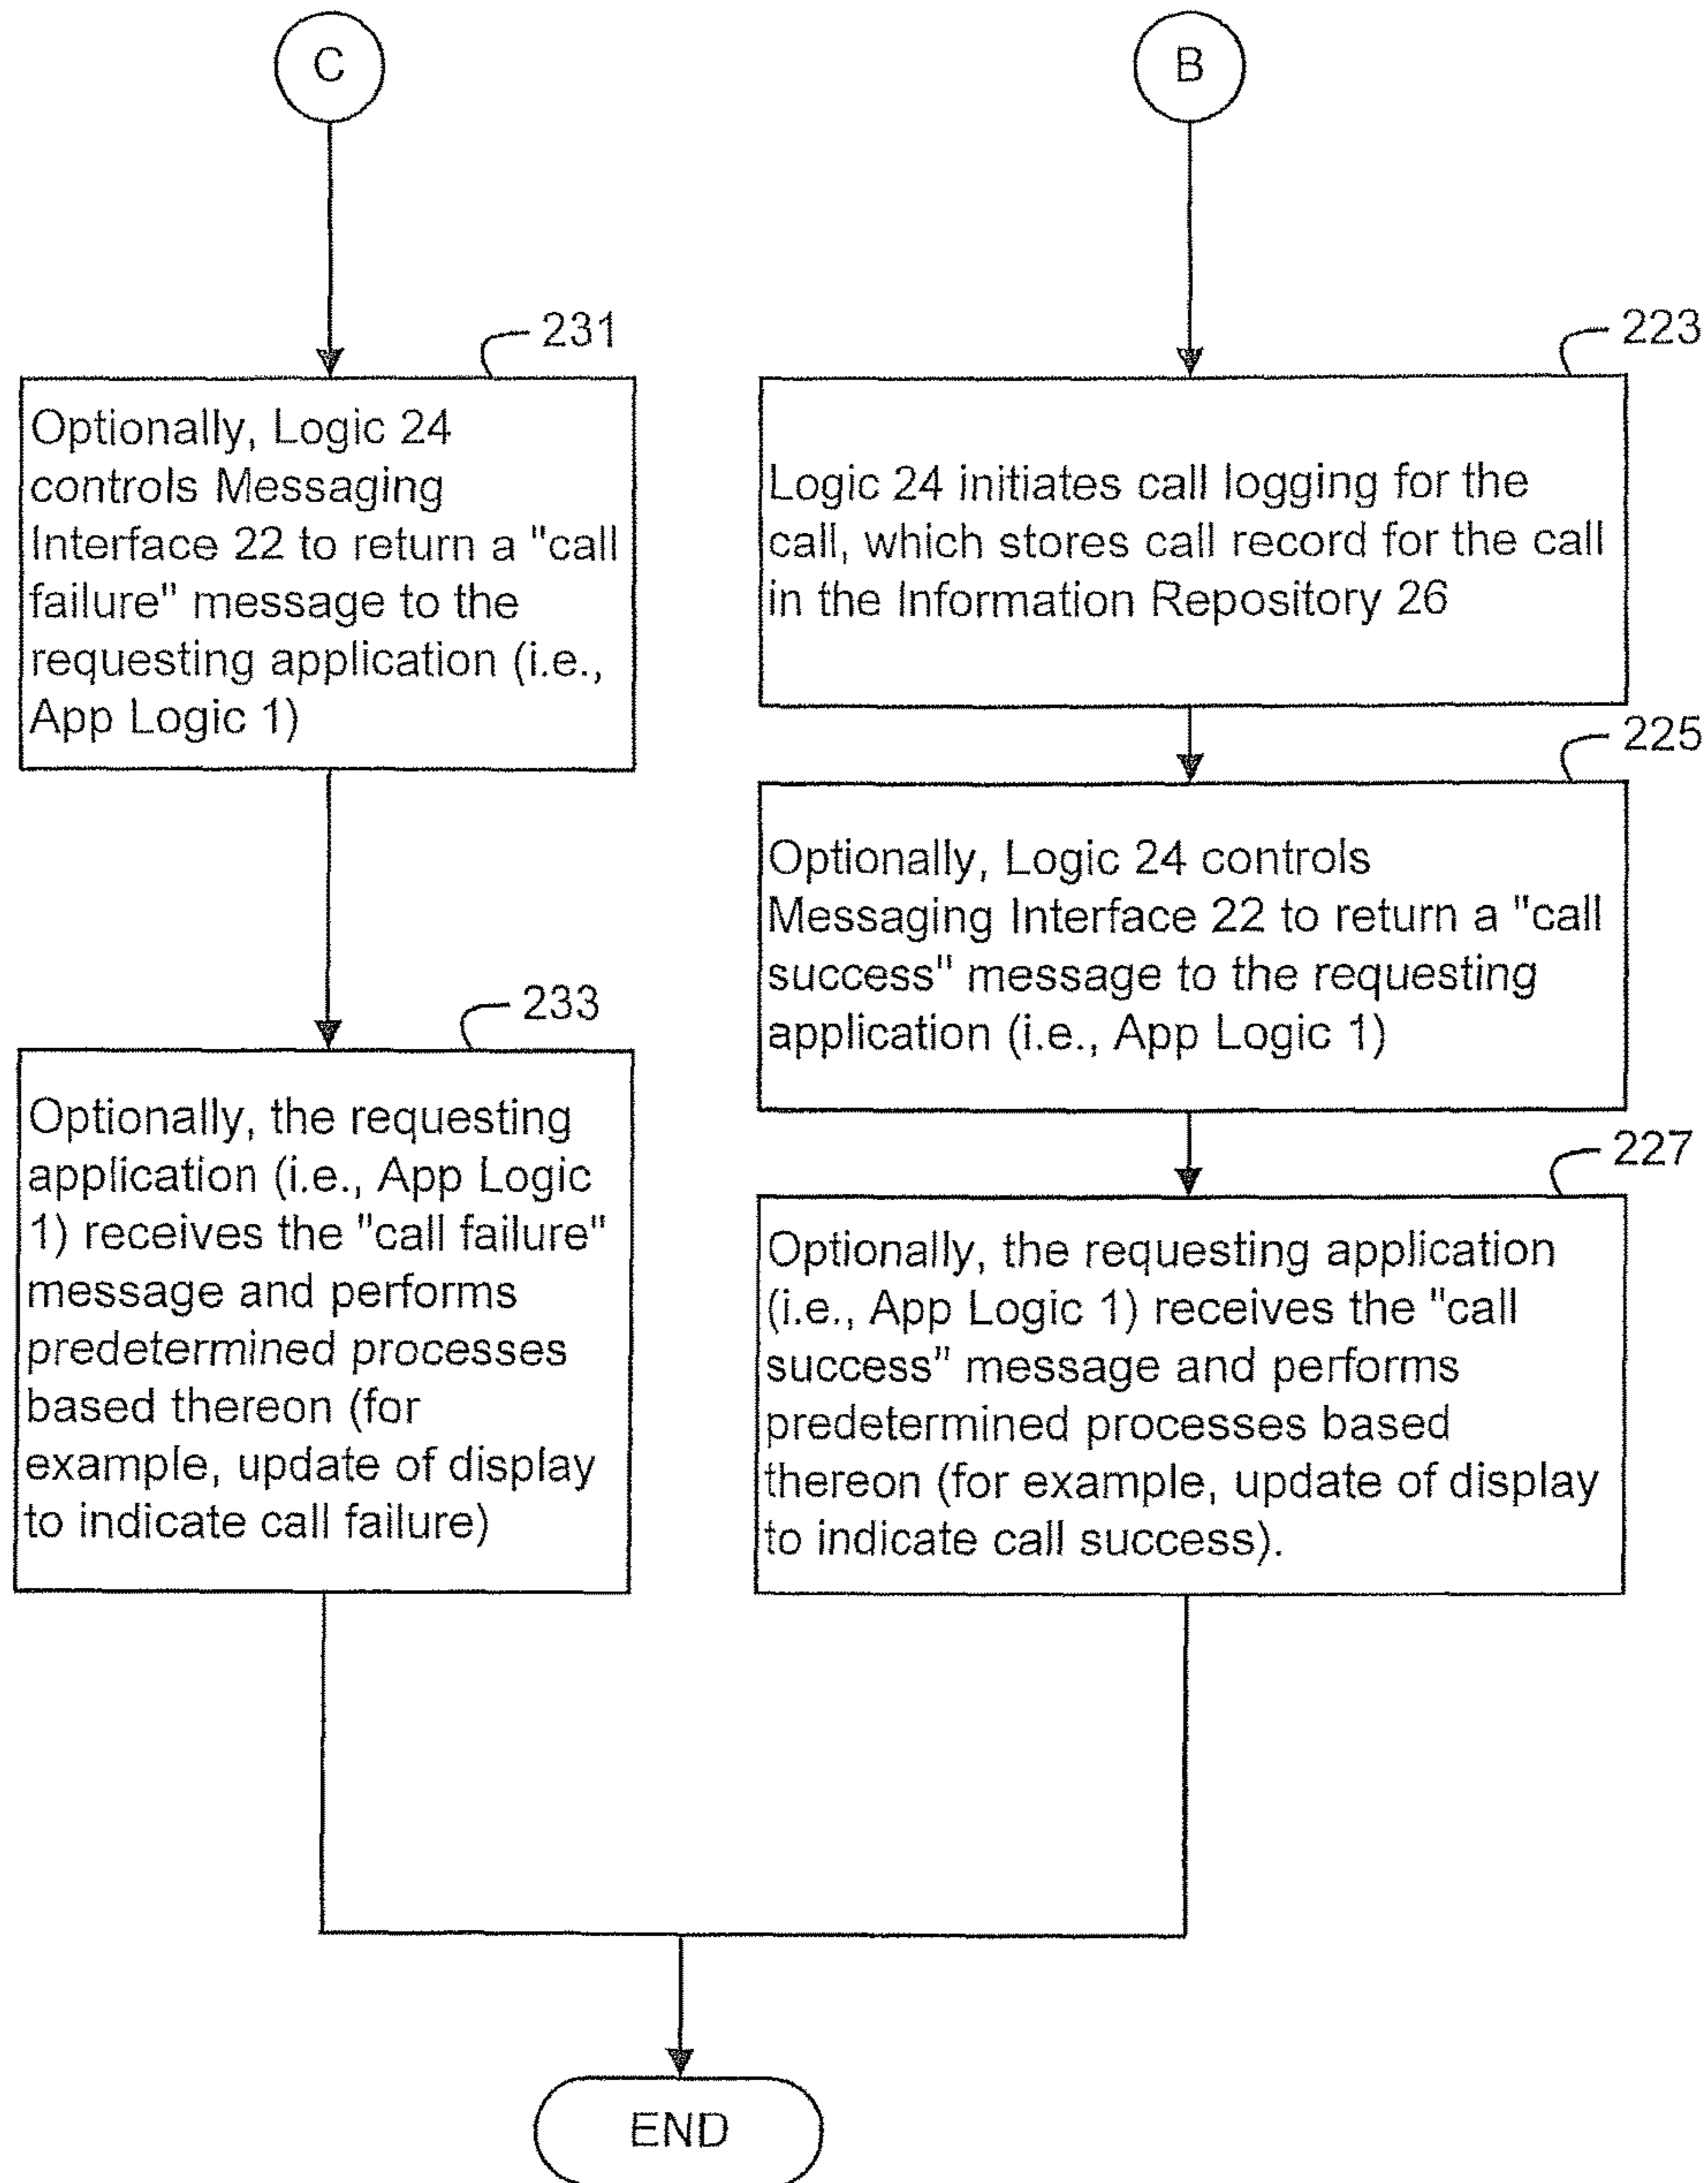 C
231
Optionally, Logic 24
controls Messaging
Interface 22 to return a "call
failure" message to the
requesting application (i.e.,
App Logic 1)
233
Optionally, the requesting
application (i.e., App Logic
1) receives the "call failure"
message and performs
predetermined processes
based thereon (for
example, update of display
to indicate call failure)
B
223
Logic 24 initiates call logging for the
call, which stores call record for the call
in the Information Repository 26
225
Optionally, Logic 24 controls
Messaging Interface 22 to return a "call
success" message to the requesting
application (i.e., App Logic 1)
227
Optionally, the requesting application
(i.e., App Logic 1) receives the "call
success" message and performs
predetermined processes based
thereon (for example, update of display
to indicate call success).
END